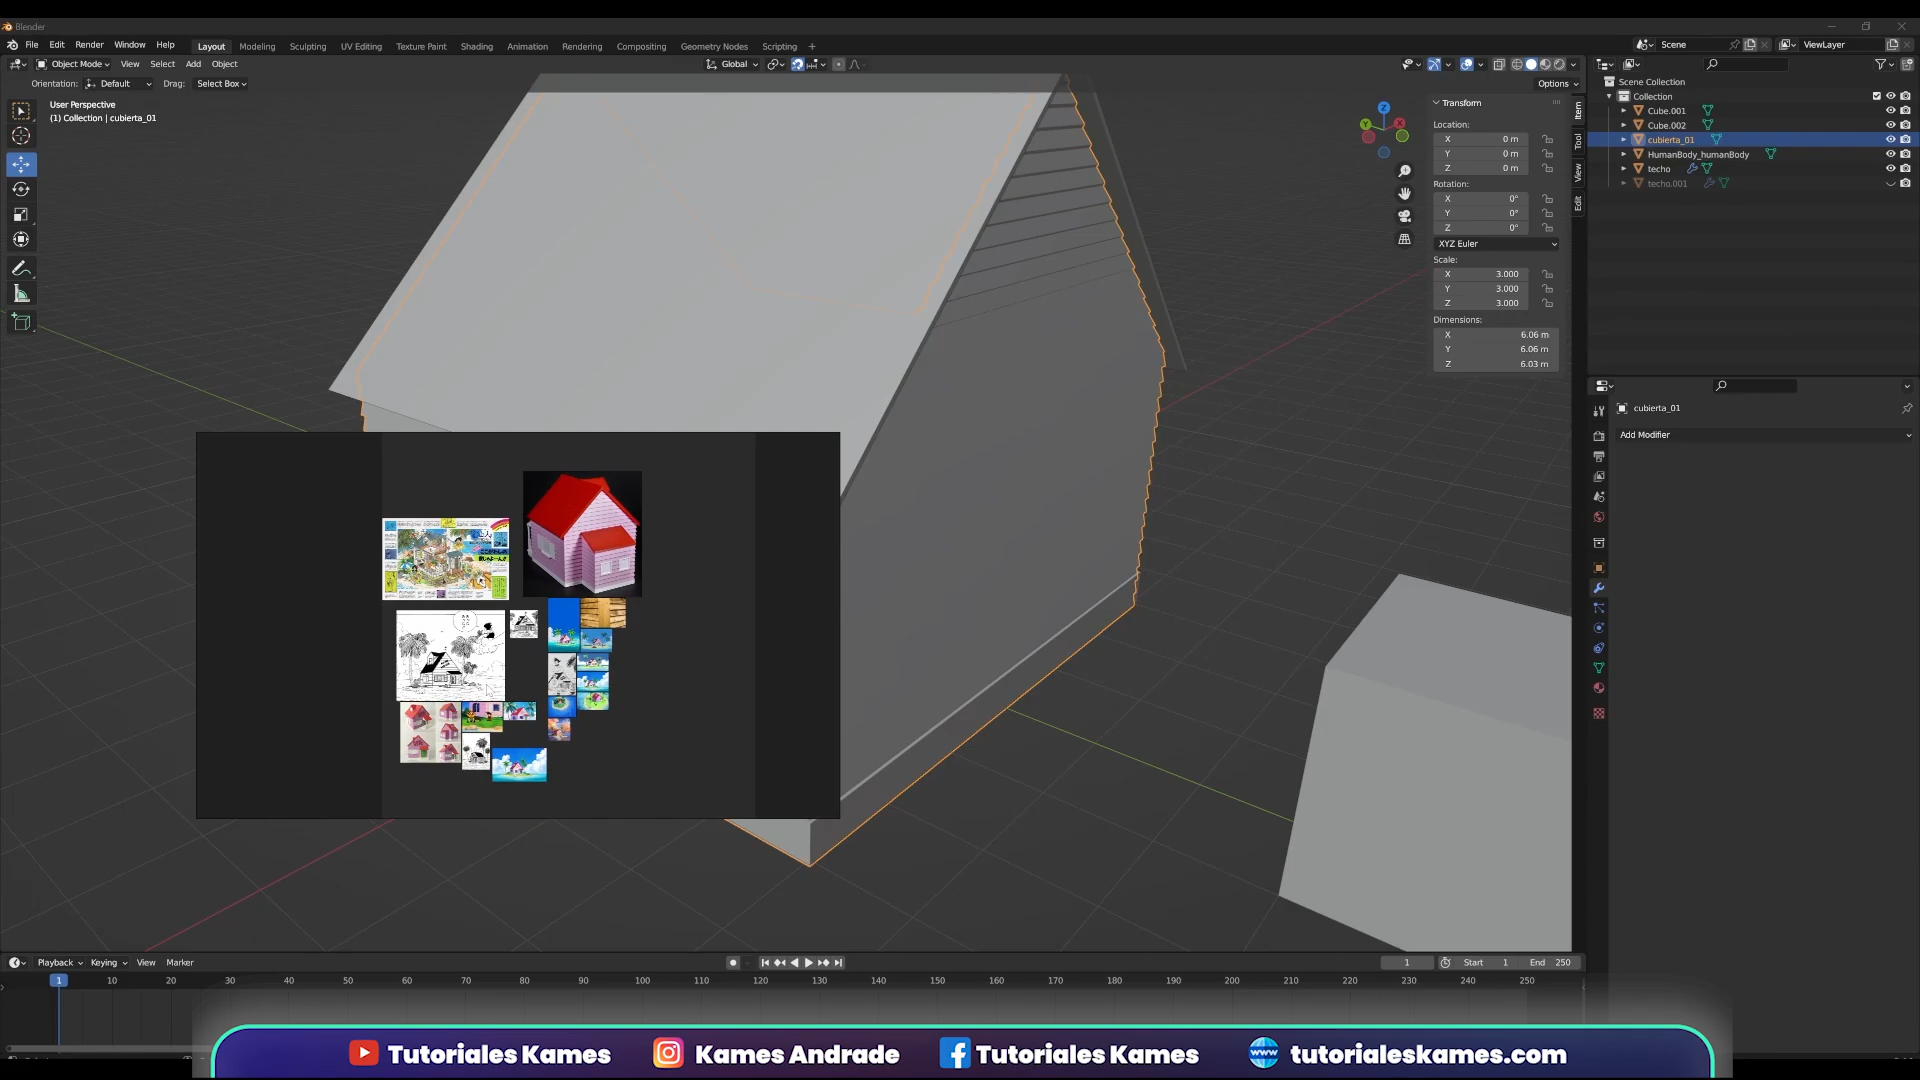 Blender
File Edit Render Window Help
Layout Modeling Sculpting UV Editing Texture Paint Shading Animation Rendering Compositing Geometry Nodes Scripting +
Scene
ViewLayer
Object Mode View Select Add Object
Global
Orientation: Default Drag: Select Box
Options
User Perspective
(1) Collection | cubierta_01
Z
X
Y
Transform
Location:
X 0 m
Y 0 m
Z 0 m
Rotation:
X 0°
Y 0°
Z 0°
XYZ Euler
Scale:
X 3.000
Y 3.000
Z 3.000
Dimensions:
X 6.06 m
Y 6.06 m
Z 6.03 m
Item
Tool
View
Edit
Scene Collection
Collection
Cube.001
Cube.002
cubierta_01
HumanBody_humanBody
techo
techo.001
cubierta_01
Add Modifier
Playback Keying View Marker
1 Start 1 End 250
1 10 20 30 40 50 60 70 80 90 100 110 120 130 140 150 160 170 180 190 200 210 220 230 240 250
Tutoriales Kames Kames Andrade Tutoriales Kames www tutorialeskames.com